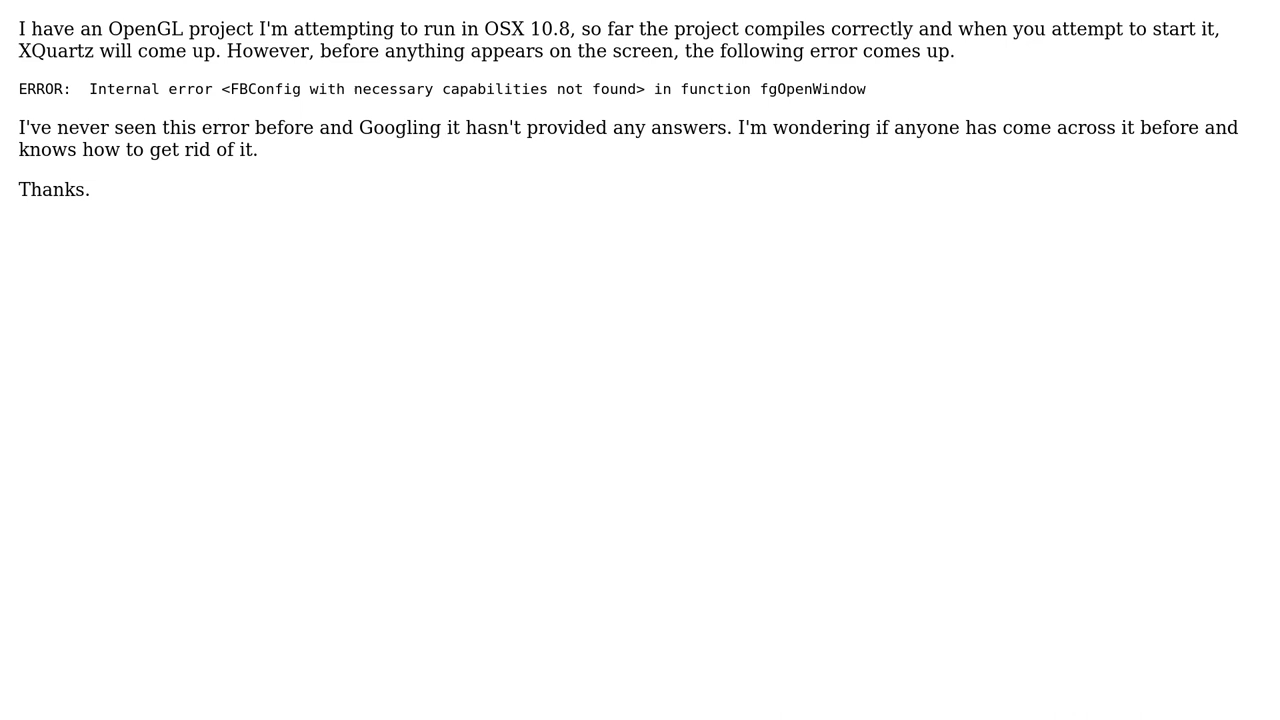 I have an OpenGL project I'm attempting to run in OSX 10.8, so far the project compiles correctly and when you attempt to start it,
XQuartz will come up. However, before anything appears on the screen, the following error comes up.
ERROR:  Internal error <FBConfig with necessary capabilities not found> in function fgOpenWindow
I've never seen this error before and Googling it hasn't provided any answers. I'm wondering if anyone has come across it before and
knows how to get rid of it.
Thanks.